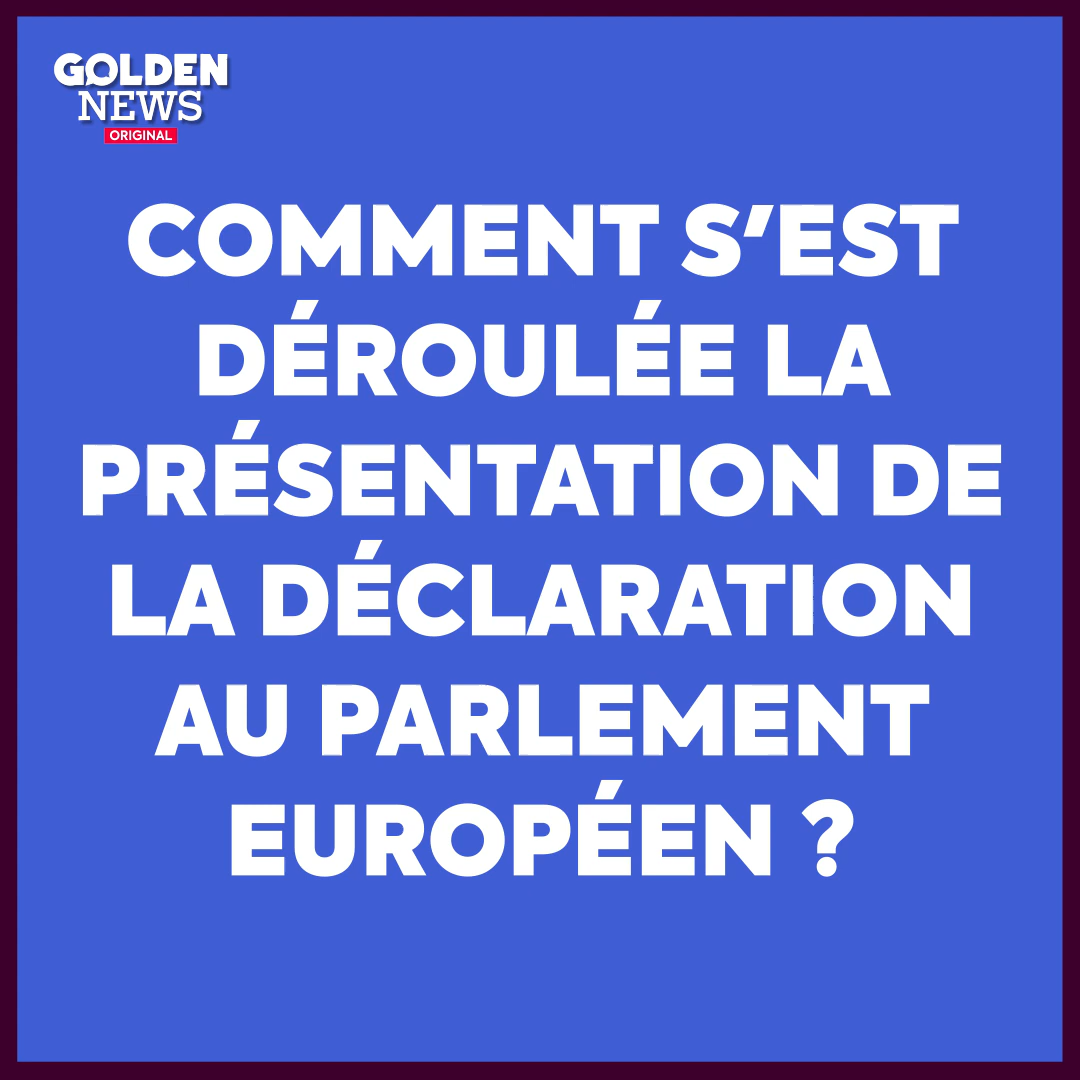 GOLDEN
NEWS
ORIGINAL
COMMENT S'EST
DÉROULÉE LA
PRÉSENTATION DE
LA DÉCLARATION
AU PARLEMENT
EUROPÉEN ?